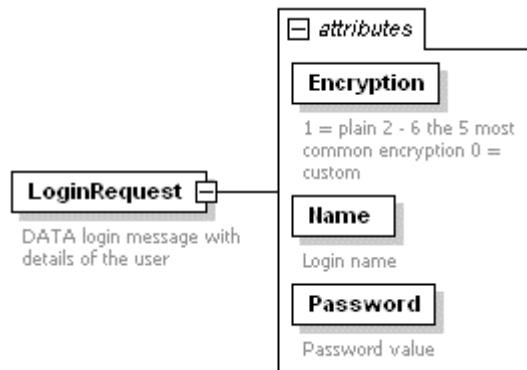 attributes
Encryption
1 = plain 2 - 6 the 5 most
common encryption 0 =
custom
LoginRequest
DATA login message with
details of the user
Name
Login name
Password
Password value